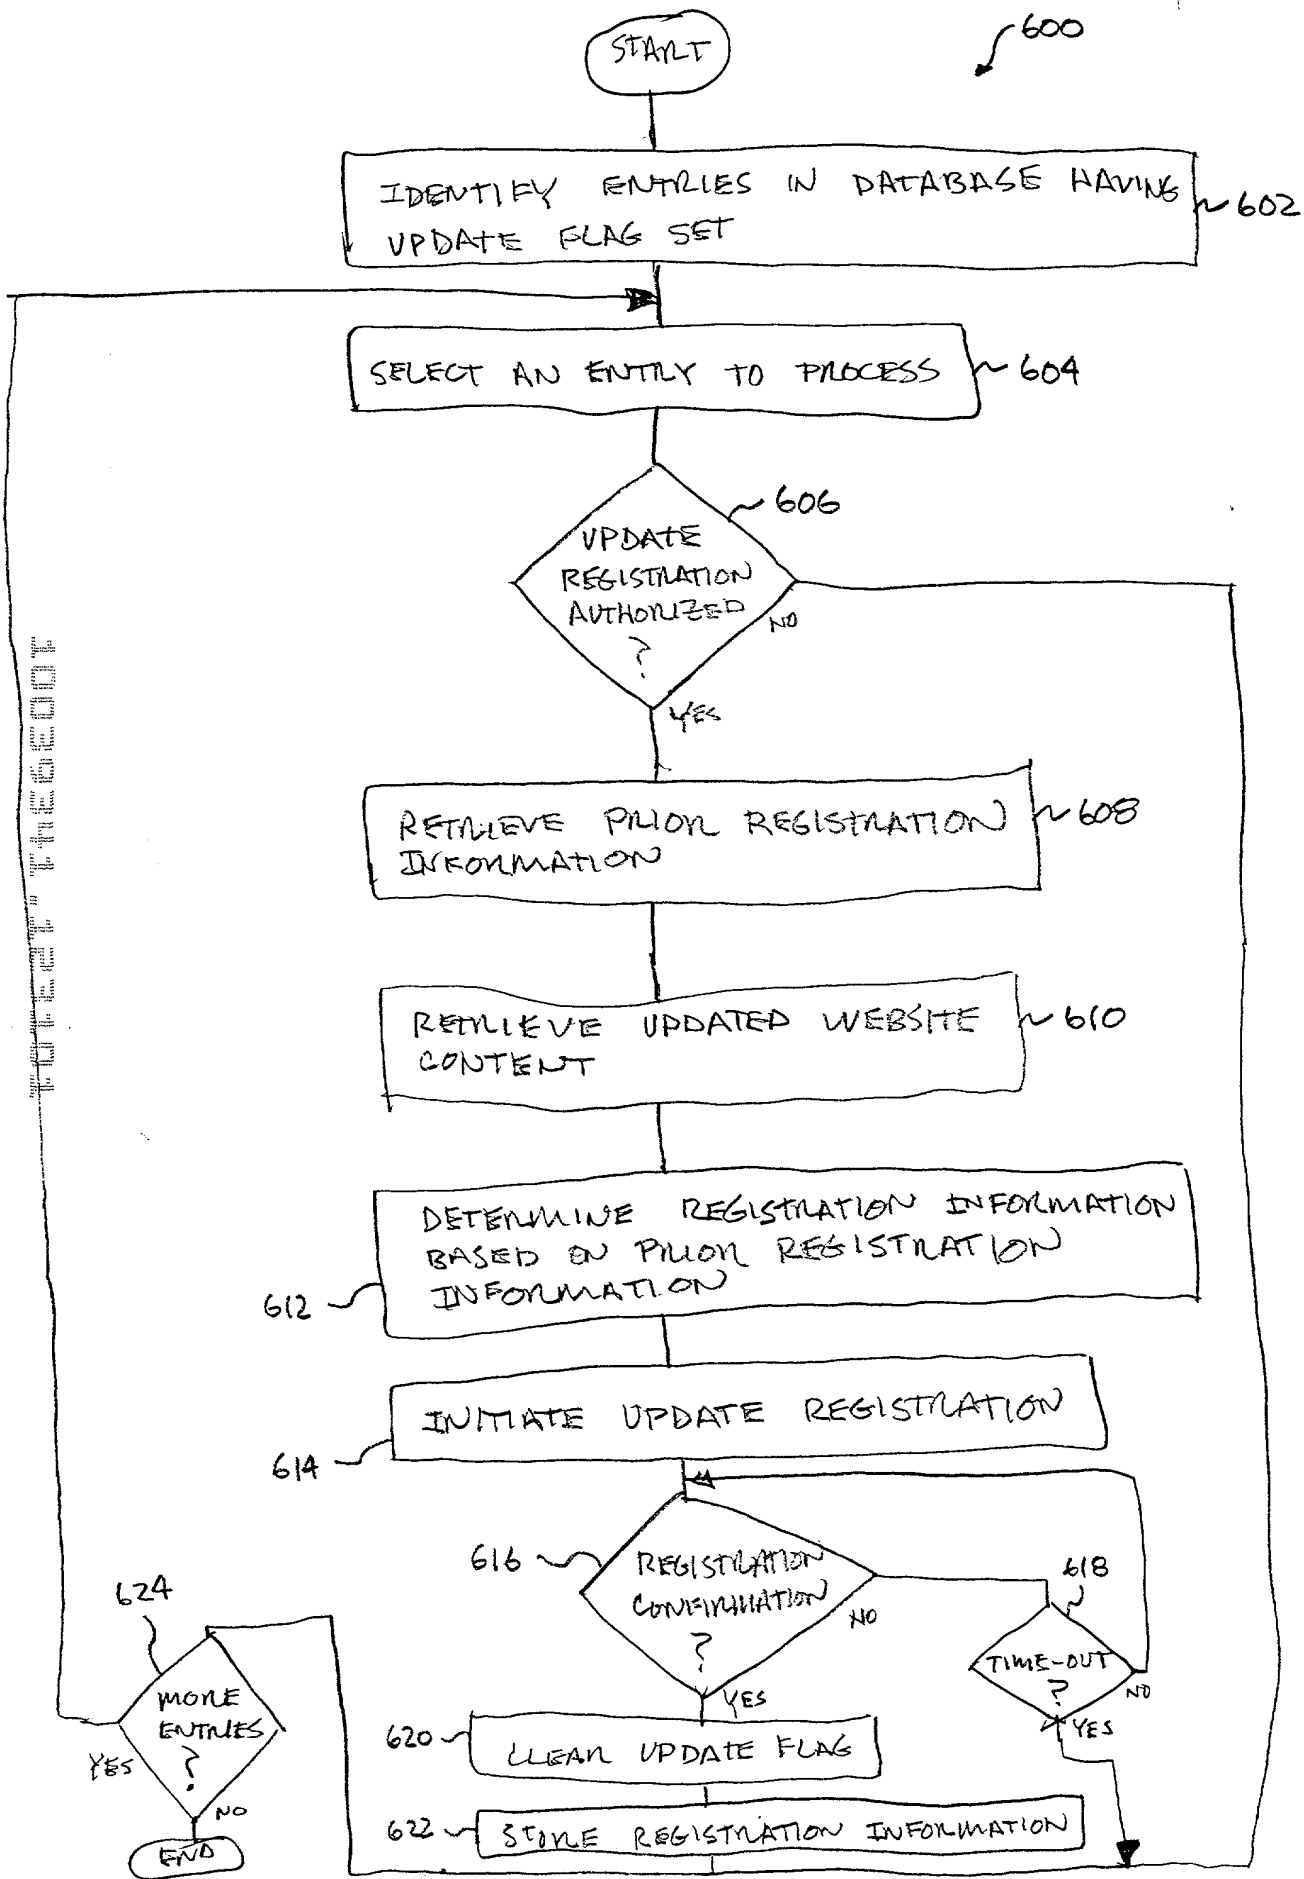 START
600
IDENTIFY ENTRIES IN DATABASE HAVING
UPDATE FLAG SET
602
SELECT AN ENTRY TO PROCESS
604
606
UPDATE
REGISTRATION
AUTHORIZED
?
NO
YES
RETRIEVE PRIOR REGISTRATION
INFORMATION
608
RETRIEVE UPDATED WEBSITE
CONTENT
610
DETERMINE REGISTRATION INFORMATION
BASED ON PRIOR REGISTRATION
INFORMATION
612
INITIATE UPDATE REGISTRATION
614
616
REGISTRATION
CONFIRMATION
?
NO
YES
618
TIME-OUT
?
NO
YES
620
CLEAR UPDATE FLAG
622
STORE REGISTRATION INFORMATION
624
MORE
ENTRIES
?
YES
NO
END